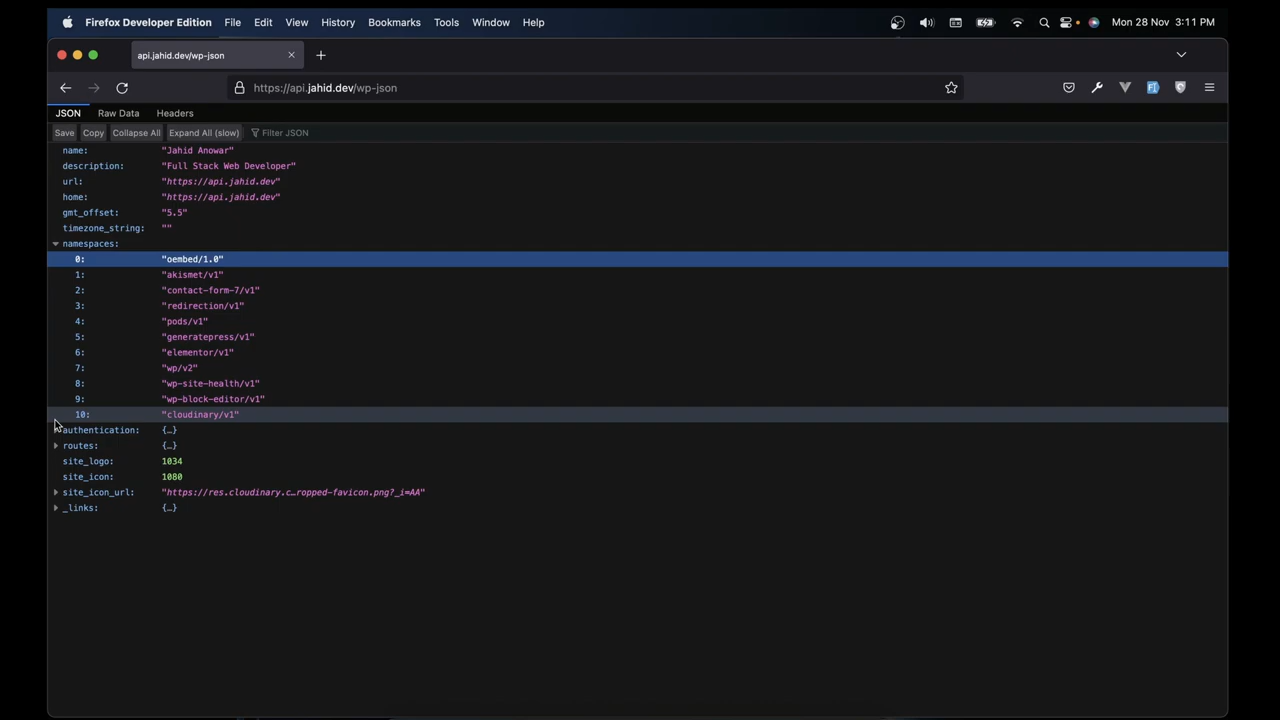 Firefox Developer Edition File Edit View History Bookmarks Tools Window Help Mon 28 Nov 3:11 PM
api.jahid.dev/wp-json
https://api.jahid.dev/wp-json
JSON Raw Data Headers
Save Copy Collapse All Expand All (slow) Filter JSON
name: "Jahid Anowar"
description: "Full Stack Web Developer"
url: "https://api.jahid.dev"
home: "https://api.jahid.dev"
gmt_offset: "5.5"
timezone_string: ""
namespaces:
0: "oembed/1.0"
1: "akismet/v1"
2: "contact-form-7/v1"
3: "redirection/v1"
4: "pods/v1"
5: "generatepress/v1"
6: "elementor/v1"
7: "wp/v2"
8: "wp-site-health/v1"
9: "wp-block-editor/v1"
10: "cloudinary/v1"
authentication: {…}
routes: {…}
site_logo: 1034
site_icon: 1080
site_icon_url: "https://res.cloudinary.c…ropped-favicon.png?_i=AA"
_links: {…}